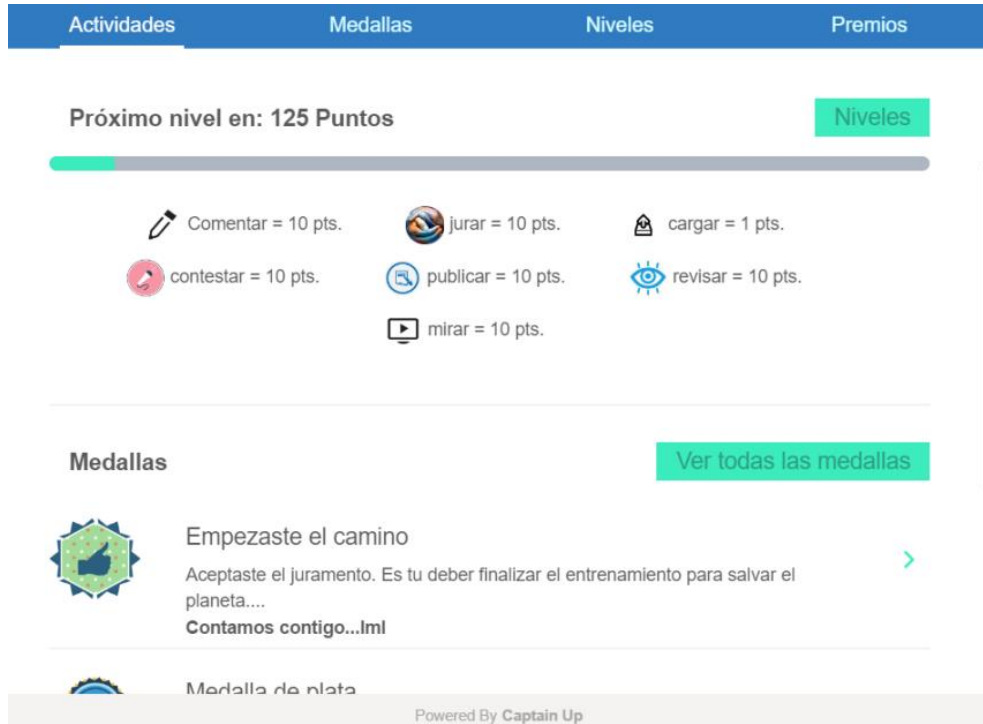 Actividades Medallas Niveles Premios
Próximo nivel en: 125 Puntos Niveles
Comentar = 10 pts. jurar = 10 pts. cargar = 1 pts.
contestar = 10 pts. publicar = 10 pts. revisar = 10 pts.
mirar = 10 pts.
Medallas Ver todas las medallas
Empezaste el camino
Aceptaste el juramento. Es tu deber finalizar el entrenamiento para salvar el
planeta....
Contamos contigo...lml
Medalla de plata
Powered By Captain Up